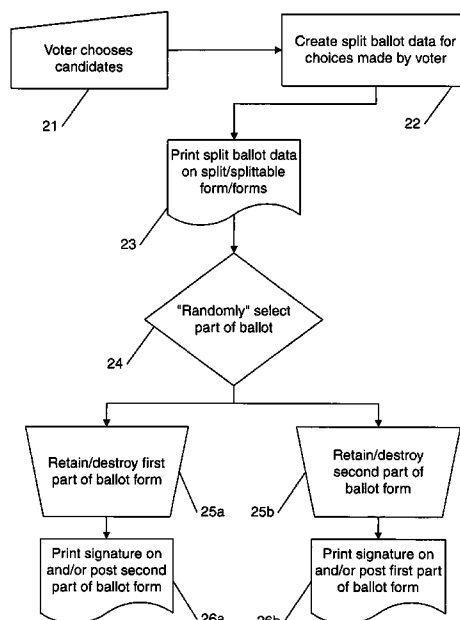 Voter chooses
candidates
21
Create split ballot data for
choices made by voter
22
Print split ballot data
on split/splittable
form/forms
23
"Randomly" select
part of ballot
24
Retain/destroy first
part of ballot form
25a
Retain/destroy
second part of
ballot form
25b
Print signature on
and/or post second
part of ballot form
26a
Print signature on
and/or post first part
of ballot form
26b